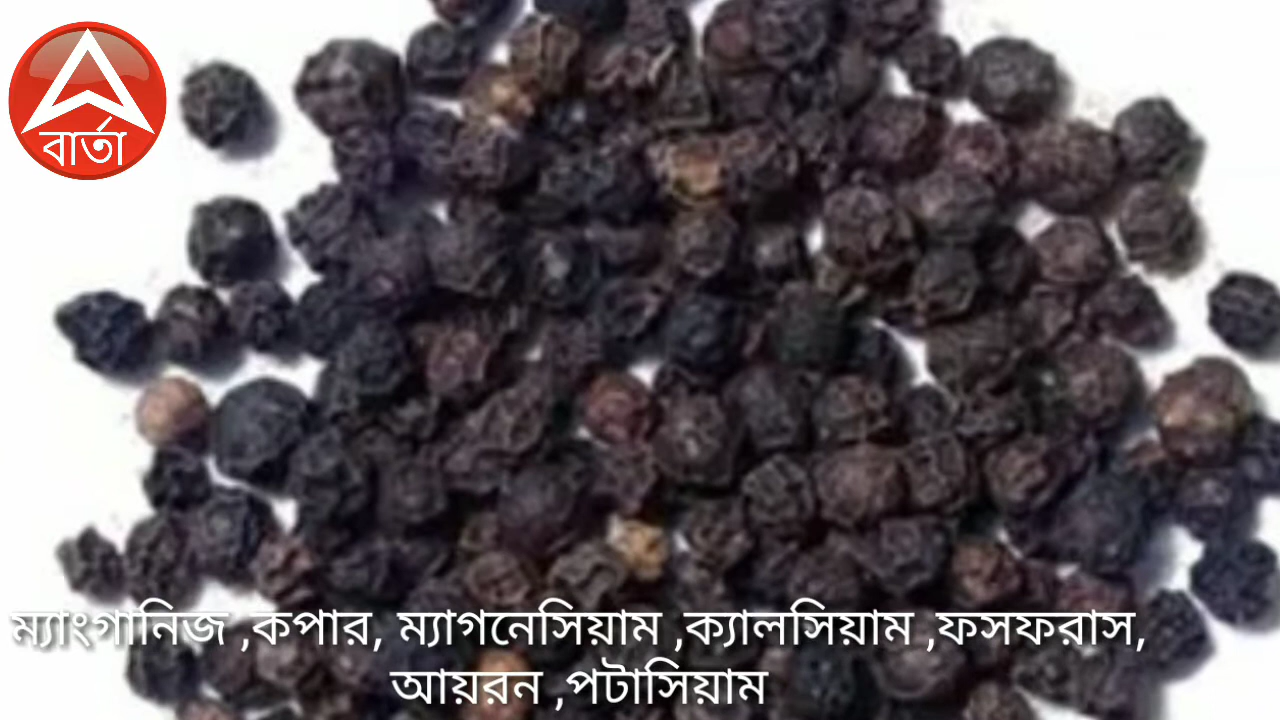 বার্তা
ম্যাংগানিজ ,কপার, ম্যাগনেসিয়াম ,ক্যালসিয়াম ,ফসফরাস,
আয়রন ,পটাসিয়াম